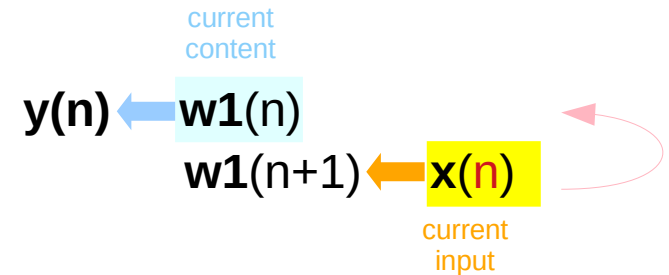 current
content
y(n) w1(n)
w1(n+1) x(n)
current
input